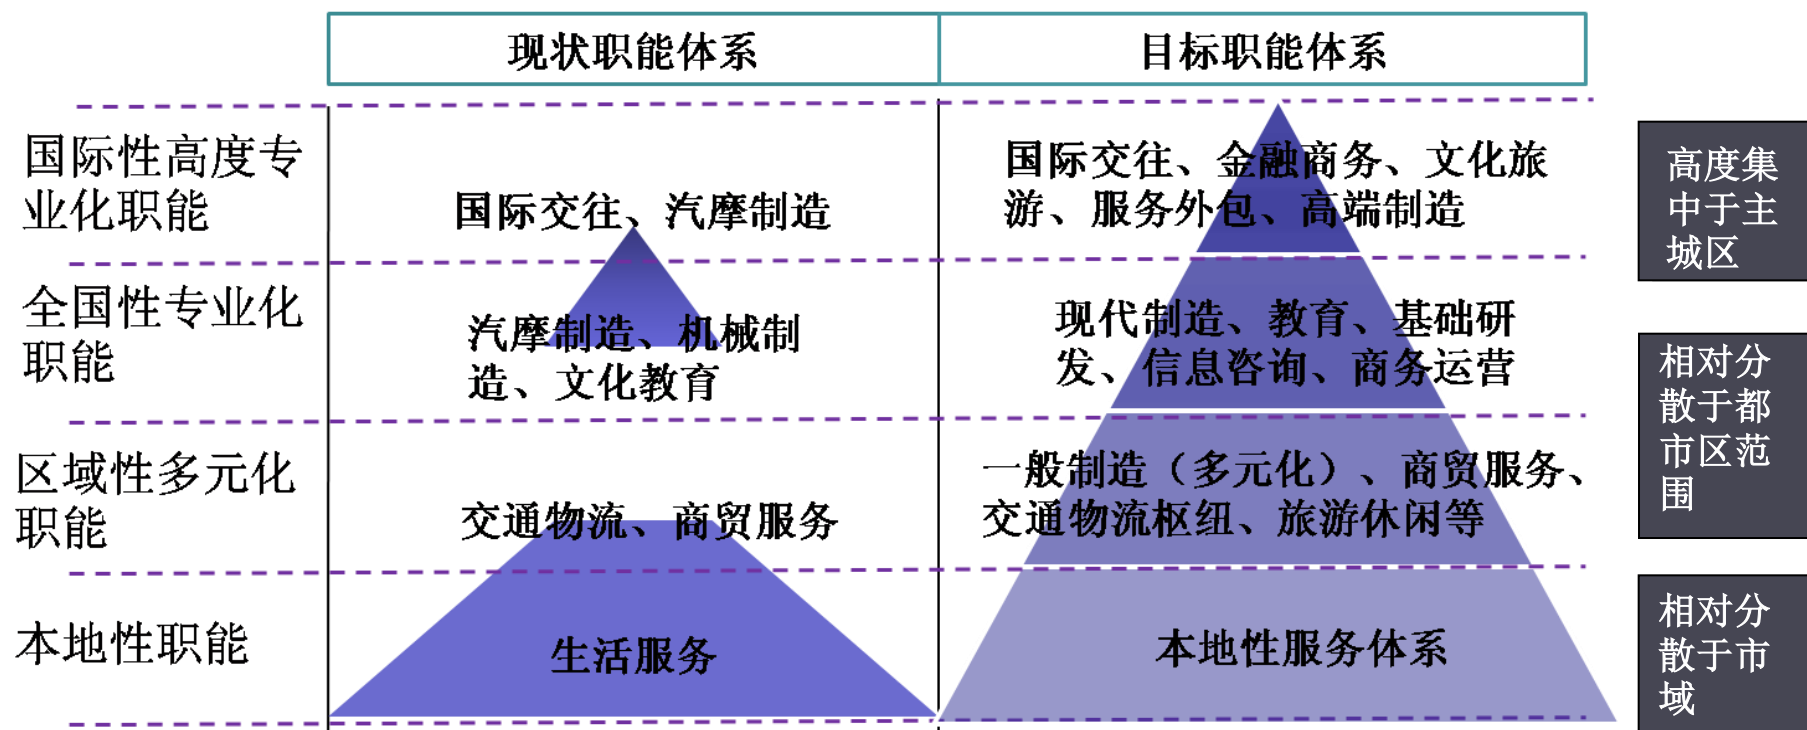 现状职能体系
目标职能体系
国际性高度专
业化职能
国际交往、汽摩制造
国际交往、金融商务、文化旅
游、服务外包、高端制造
高度集
中于主
城区
全国性专业化
职能
汽摩制造、机械制
造、文化教育
现代制造、教育、基础研
发、信息咨询、商务运营
相对分
散于都
市区范
围
区域性多元化
职能
交通物流、商贸服务
一般制造（多元化）、商贸服务、
交通物流枢纽、旅游休闲等
本地性职能
生活服务
本地性服务体系
相对分
散于市
域